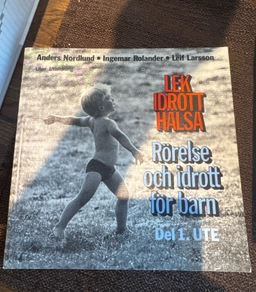 Anders Nordlund • Ingemar Rolander • Leif Larsson
LEK
IDROTT
HÄLSA
Rörelse
och idrott
för barn
Del 1. UTE